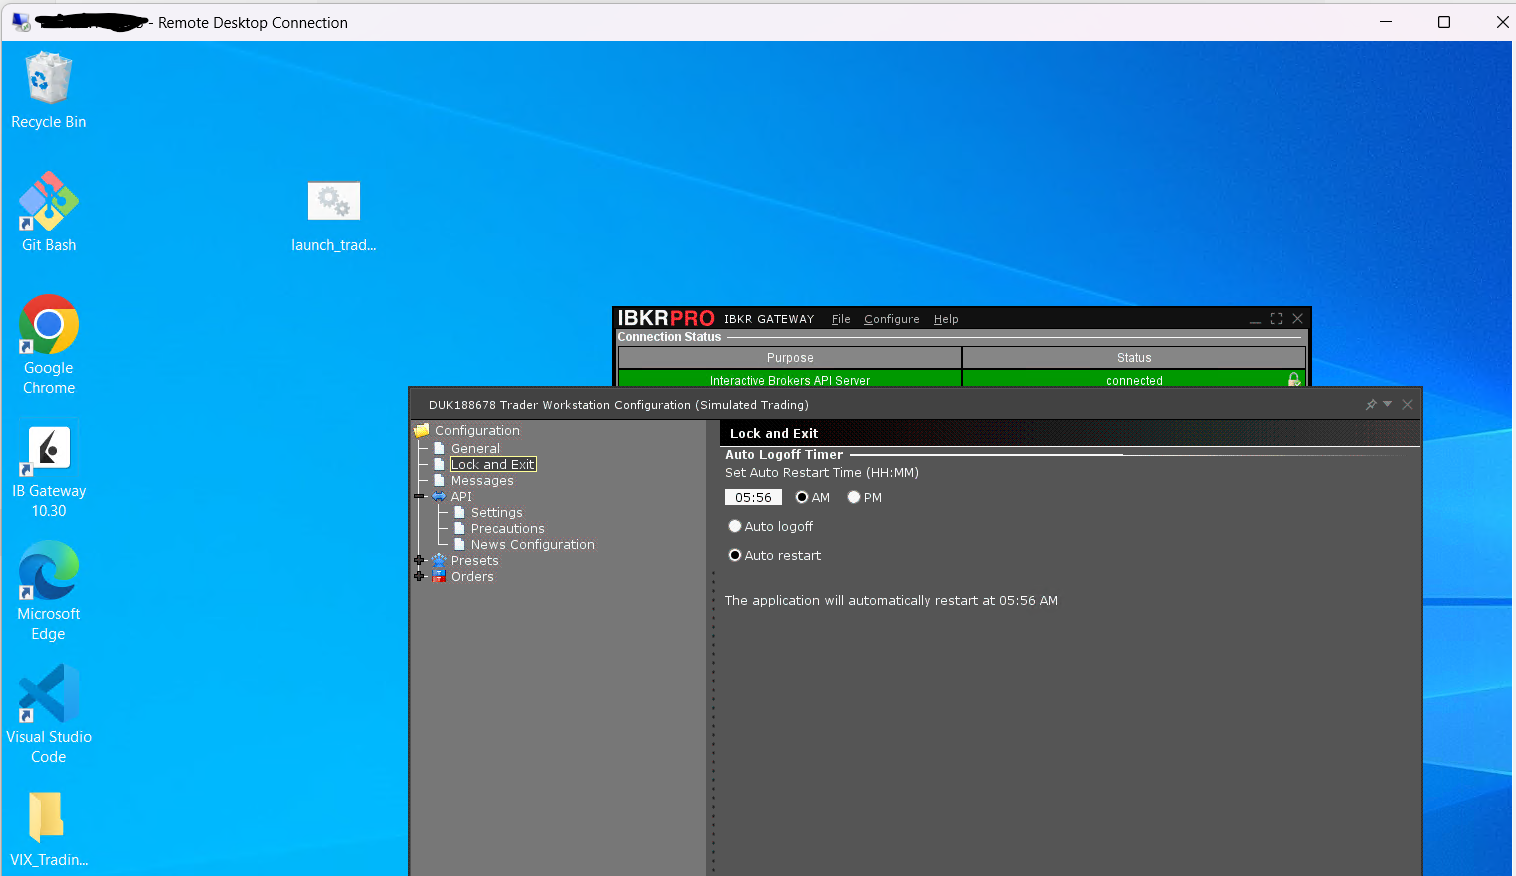 - Remote Desktop Connection
Recycle Bin
Git Bash
launch_trad...
Google
Chrome
IB Gateway
10.30
Microsoft
Edge
Visual Studio
Code
VIX_Tradin...
IBKRPRO IBKR GATEWAY File Configure Help
Connection Status
Purpose Status
Interactive Brokers API Server connected
DUK188678 Trader Workstation Configuration (Simulated Trading)
Configuration
General
Lock and Exit
Messages
API
Settings
Precautions
News Configuration
Presets
Orders
Lock and Exit
Auto Logoff Timer
Set Auto Restart Time (HH:MM)
05:56 AM PM
Auto logoff
Auto restart
The application will automatically restart at 05:56 AM